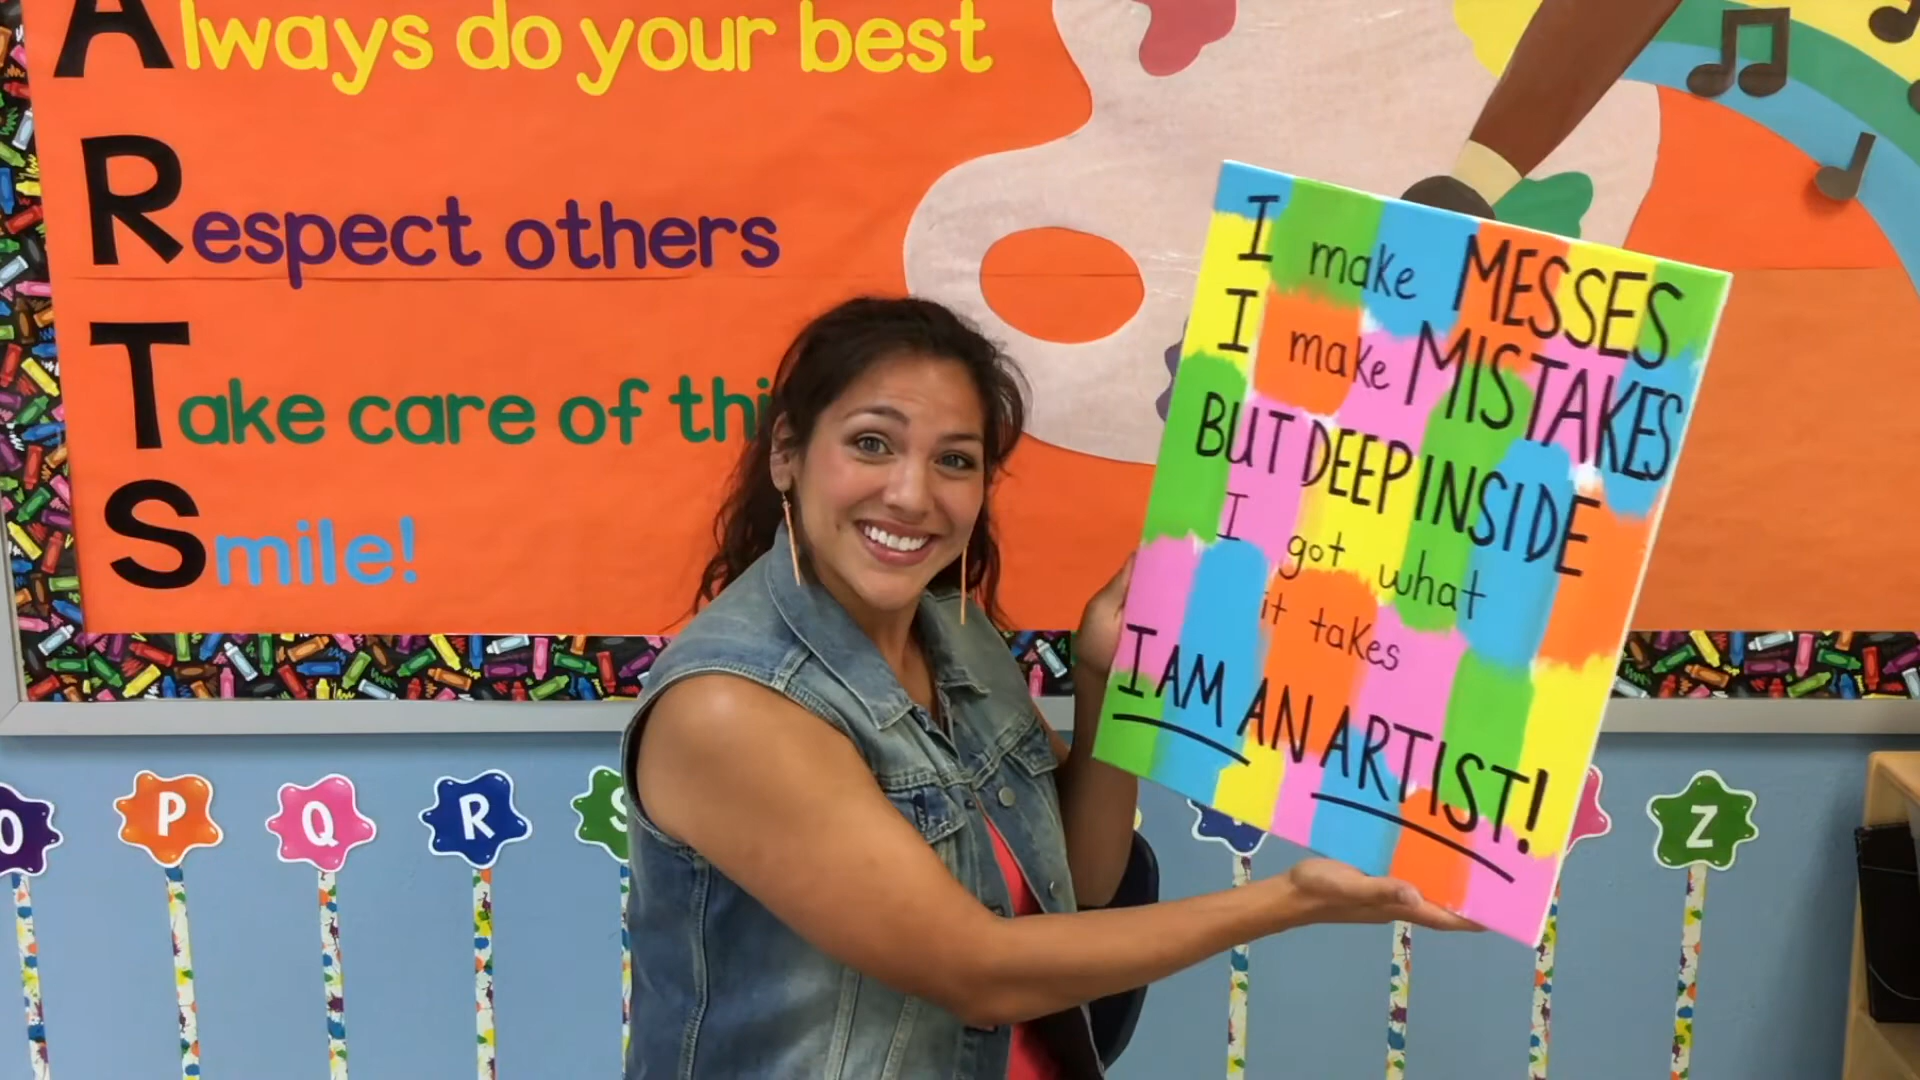 Always do your best
Respect others
Take care of thi
Smile!
I make MESSES
I make MISTAKES
BUT DEEP INSIDE
I got what
it takes
I AM AN ARTIST!
O P Q R S Z